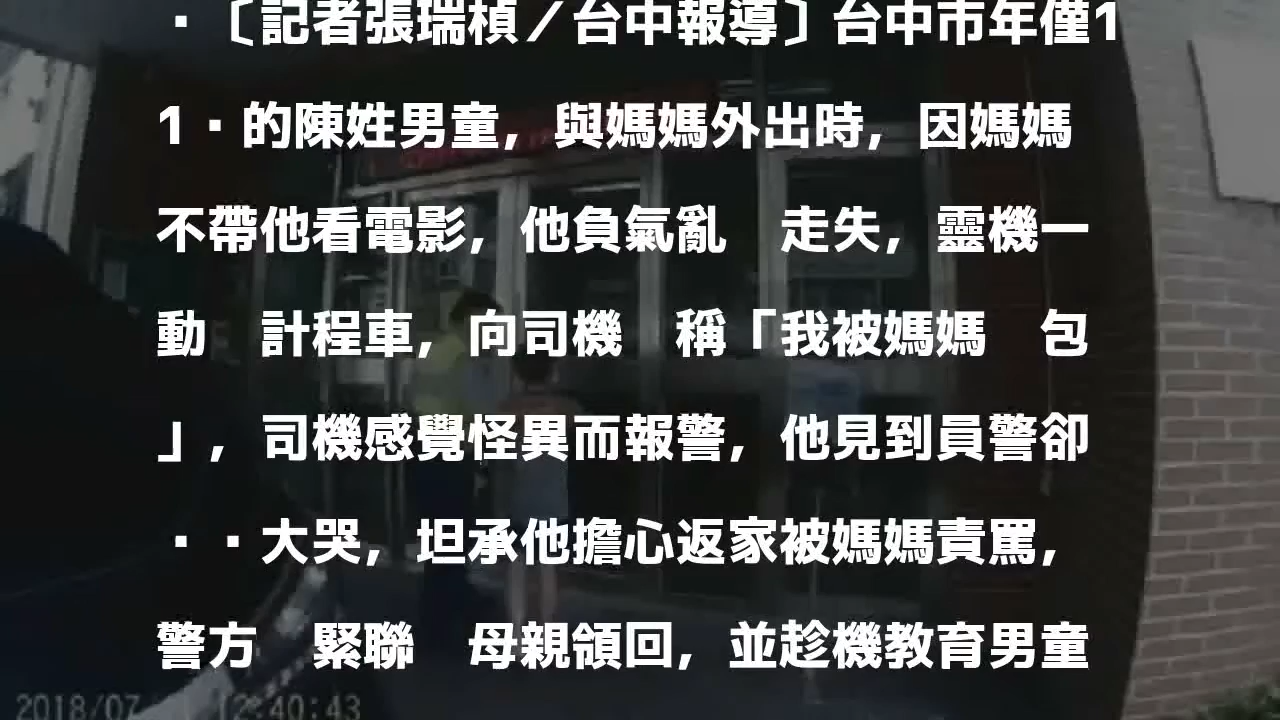 ·〔記者張瑞楨／台中報導〕台中市年僅1
1·的陳姓男童，與媽媽外出時，因媽媽
不帶他看電影，他負氣亂　走失，靈機一
動　計程車，向司機　稱「我被媽媽　包
」，司機感覺怪異而報警，他見到員警卻
··大哭，坦承他擔心返家被媽媽責罵，
警方　緊聯　母親領回，並趁機教育男童
2018/07 12:40:43